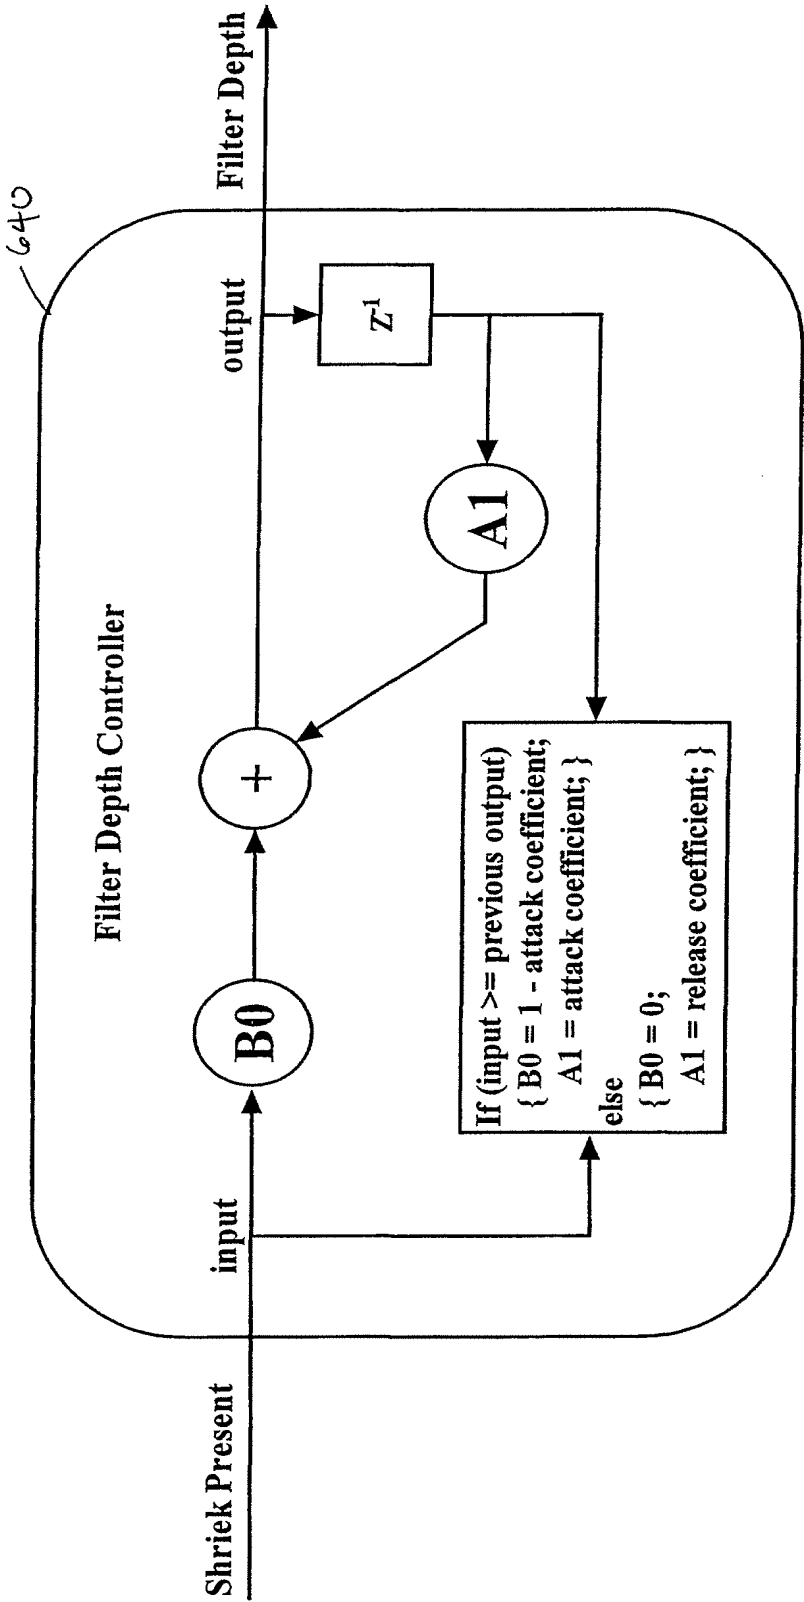 640
Filter Depth Controller
Shriek Present
input
B0
+
output
Filter Depth
Z-1
A1
If (input >= previous output)
{ B0 = 1 - attack coefficient;
A1 = attack coefficient; }
else
{ B0 = 0;
A1 = release coefficient; }